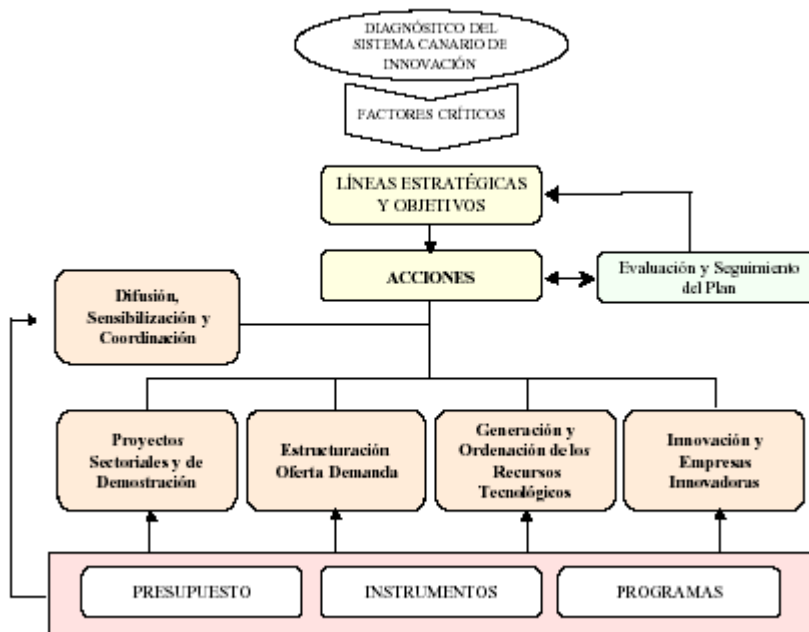 DIAGNÓSITCO DEL
SISTEMA CANARIO DE
INNOVACIÓN
FACTORES CRÍTICOS
LÍNEAS ESTRATÉGICAS
Y OBJETIVOS
ACCIONES
Evaluación y Seguimiento
del Plan
Difusión,
Sensibilización y
Coordinación
Proyectos
Sectoriales y de
Demostración
Estructuración
Oferta Demanda
Generación y
Ordenación de los
Recursos
Tecnológicos
Innovación y
Empresas
Innovadoras
PRESUPUESTO
INSTRUMENTOS
PROGRAMAS